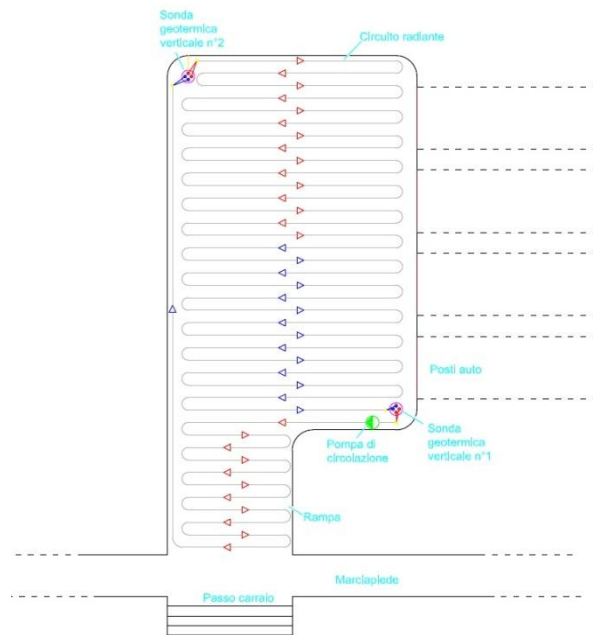 Sonda
geotermica
verticale n°2
Circuito radiante
Posti auto
Sonda
geotermica
verticale n°1
Pompa di
circolazione
Rampa
Marciapiede
Passo carraio